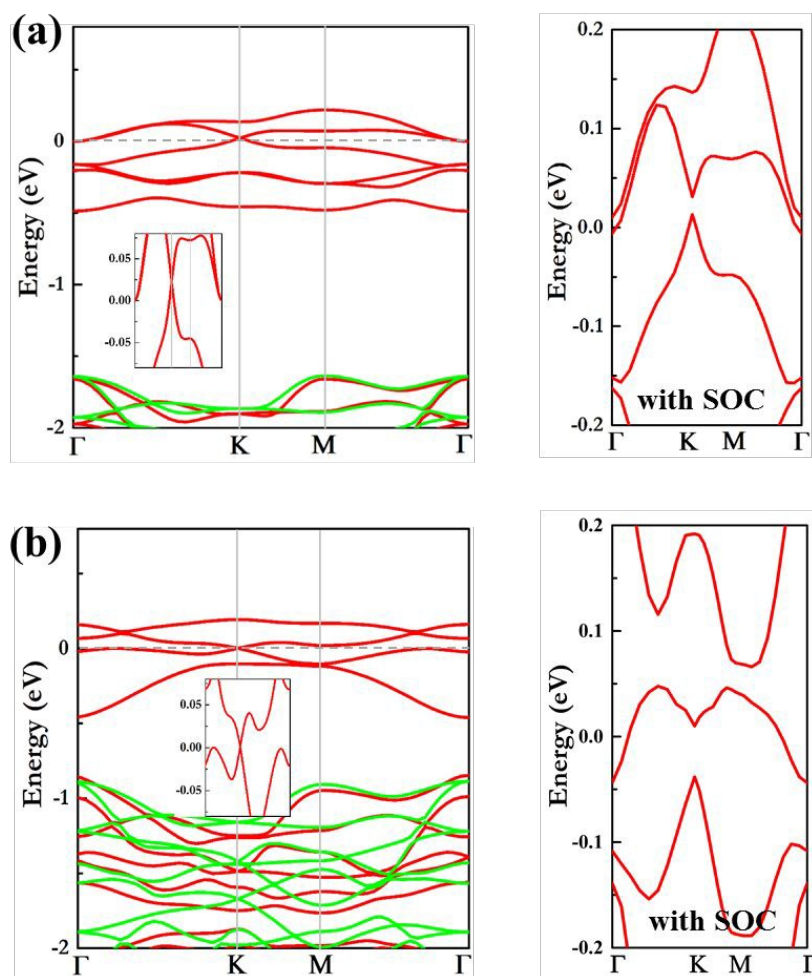 (a)
Energy (eV)
0
-1
-2
Γ
K
M
Γ
0.05
0.00
-0.05
Energy (eV)
0.2
0.1
0.0
-0.1
-0.2
with SOC
Γ
K
M
Γ
(b)
Energy (eV)
0
-1
-2
Γ
K
M
Γ
0.05
0.00
-0.05
Energy (eV)
0.2
0.1
0.0
-0.1
-0.2
with SOC
Γ
K
M